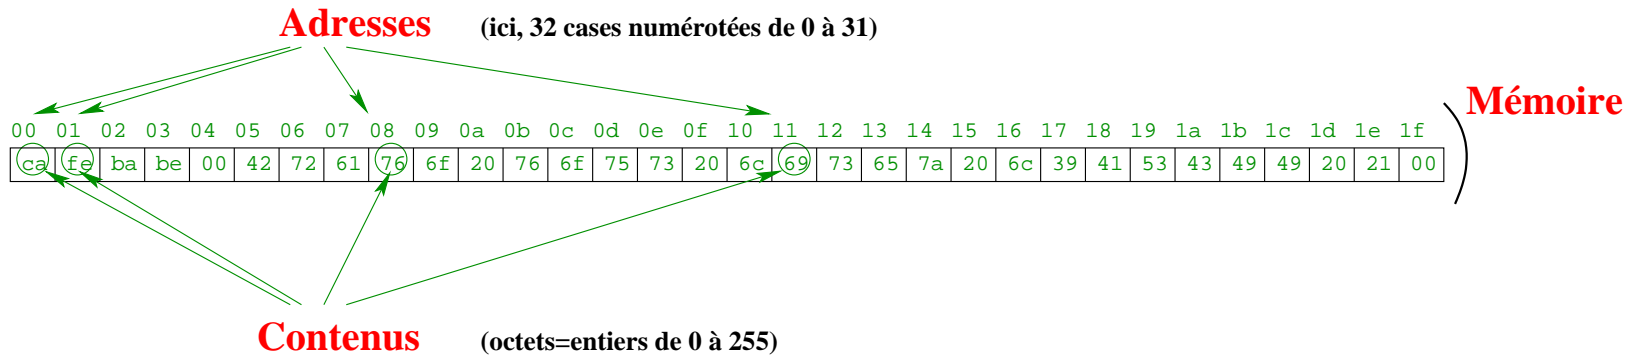 Adresses (ici, 32 cases numérotées de 0 à 31)
Mémoire
00 01 02 03 04 05 06 07 08 09 0a 0b 0c 0d 0e 0f 10 11 12 13 14 15 16 17 18 19 1a 1b 1c 1d 1e 1f
ca fe ba be 00 42 72 61 76 6f 20 76 6f 75 73 20 6c 69 73 65 7a 20 6c 39 41 53 43 49 49 20 21 00
Contenus (octets=entiers de 0 à 255)